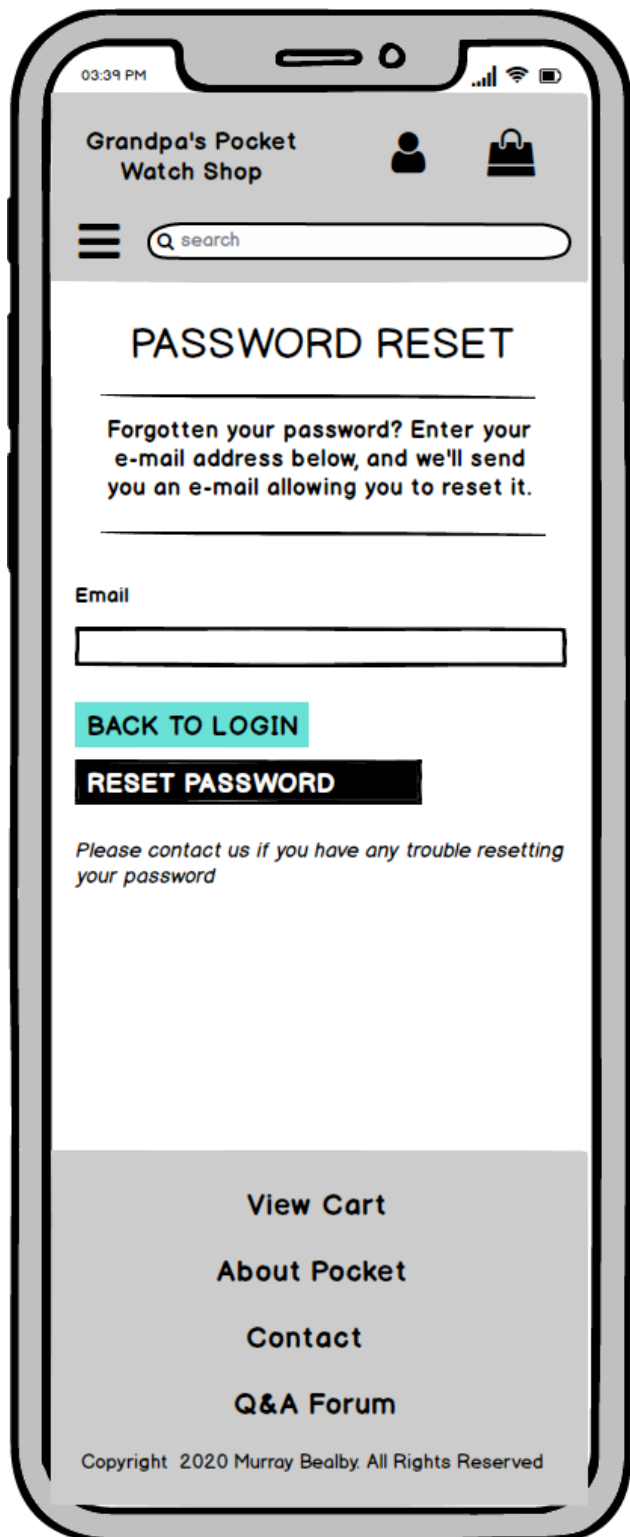 03:39 PM
Grandpa's Pocket
Watch Shop
search
PASSWORD RESET
Forgotten your password? Enter your
e-mail address below, and we'll send
you an e-mail allowing you to reset it.
Email
BACK TO LOGIN
RESET PASSWORD
Please contact us if you have any trouble resetting
your password
View Cart
About Pocket
Contact
Q&A Forum
Copyright 2020 Murray Bealby. All Rights Reserved